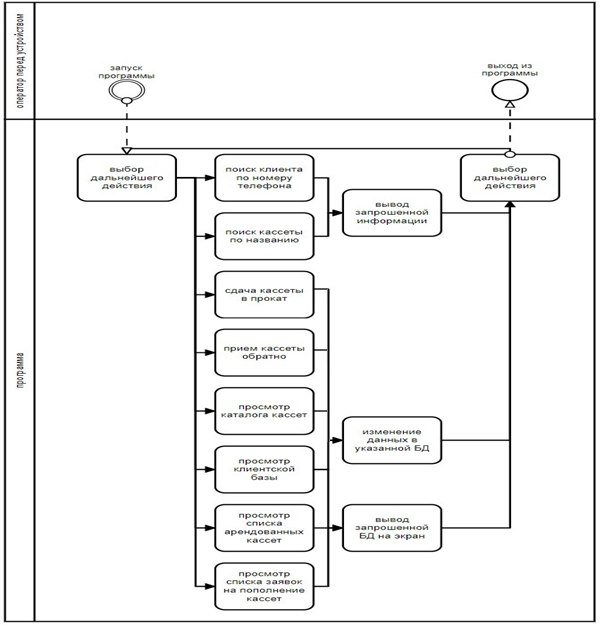 оператор перед устройством
запуск
программы
выход из
программы
программа
выбор
дальнейшего
действия
поиск клиента
по номеру
телефона
выбор
дальнейшего
действия
вывод
запрошенной
информации
поиск кассеты
по названию
сдача кассеты
в прокат
прием кассеты
обратно
просмотр
каталога кассет
изменение
данных в
указанной БД
просмотр
клиентской
базы
просмотр
списка
арендованных
кассет
вывод
запрошенной
БД на экран
просмотр
списка заявок
на пополнение
кассет